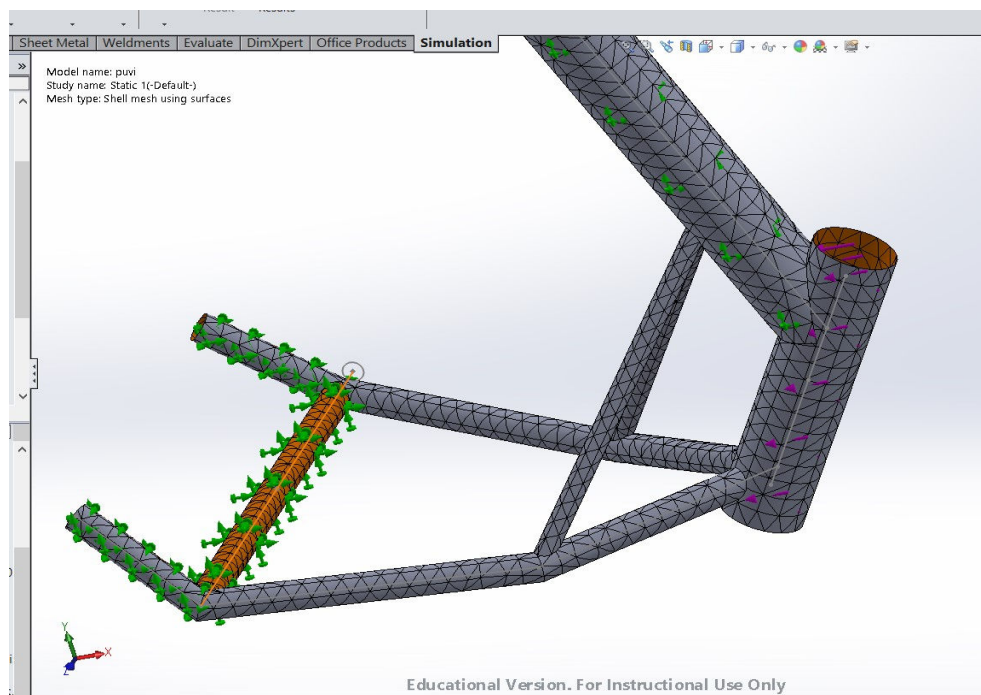 Results
Sheet Metal Weldments Evaluate DimXpert Office Products Simulation
Model name: puvi
Study name: Static 1(-Default-)
Mesh type: Shell mesh using surfaces
Y
X
Z
Educational Version. For Instructional Use Only